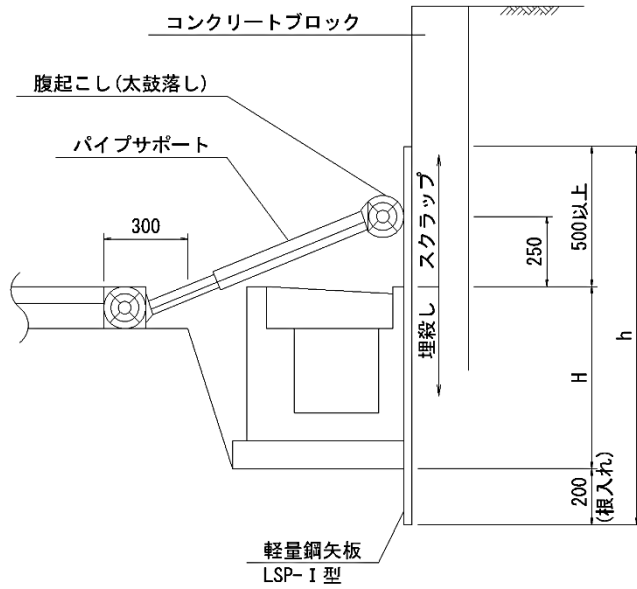 コンクリートブロック
腹起こし(太鼓落し)
パイプサポート
300
スクラップ
埋殺し
500以上
250
H
h
200
(根入れ)
軽量鋼矢板
LSP-Ⅰ型